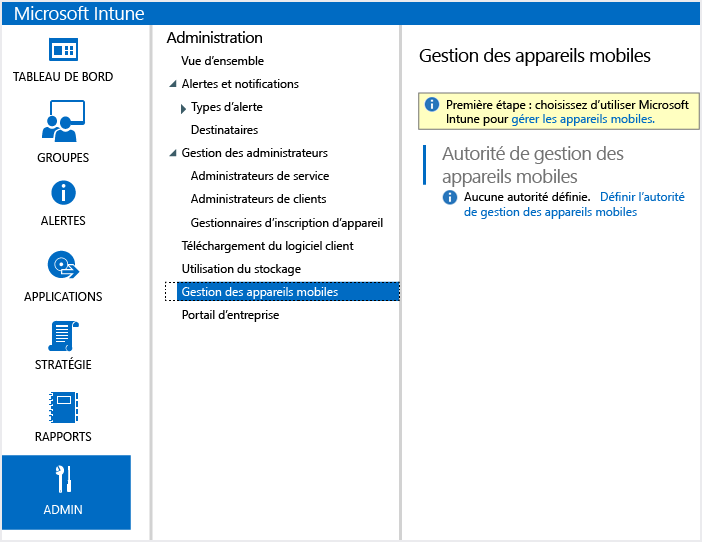 Microsoft Intune
TABLEAU DE BORD
GROUPES
ALERTES
APPLICATIONS
STRATÉGIE
RAPPORTS
ADMIN
Administration
Vue d'ensemble
Alertes et notifications
Types d'alerte
Destinataires
Gestion des administrateurs
Administrateurs de service
Administrateurs de clients
Gestionnaires d'inscription d'appareil
Téléchargement du logiciel client
Utilisation du stockage
Gestion des appareils mobiles
Portail d'entreprise
Gestion des appareils mobiles
Première étape : choisissez d'utiliser Microsoft
Intune pour gérer les appareils mobiles.
Autorité de gestion des
appareils mobiles
Aucune autorité définie. Définir l'autorité
de gestion des appareils mobiles